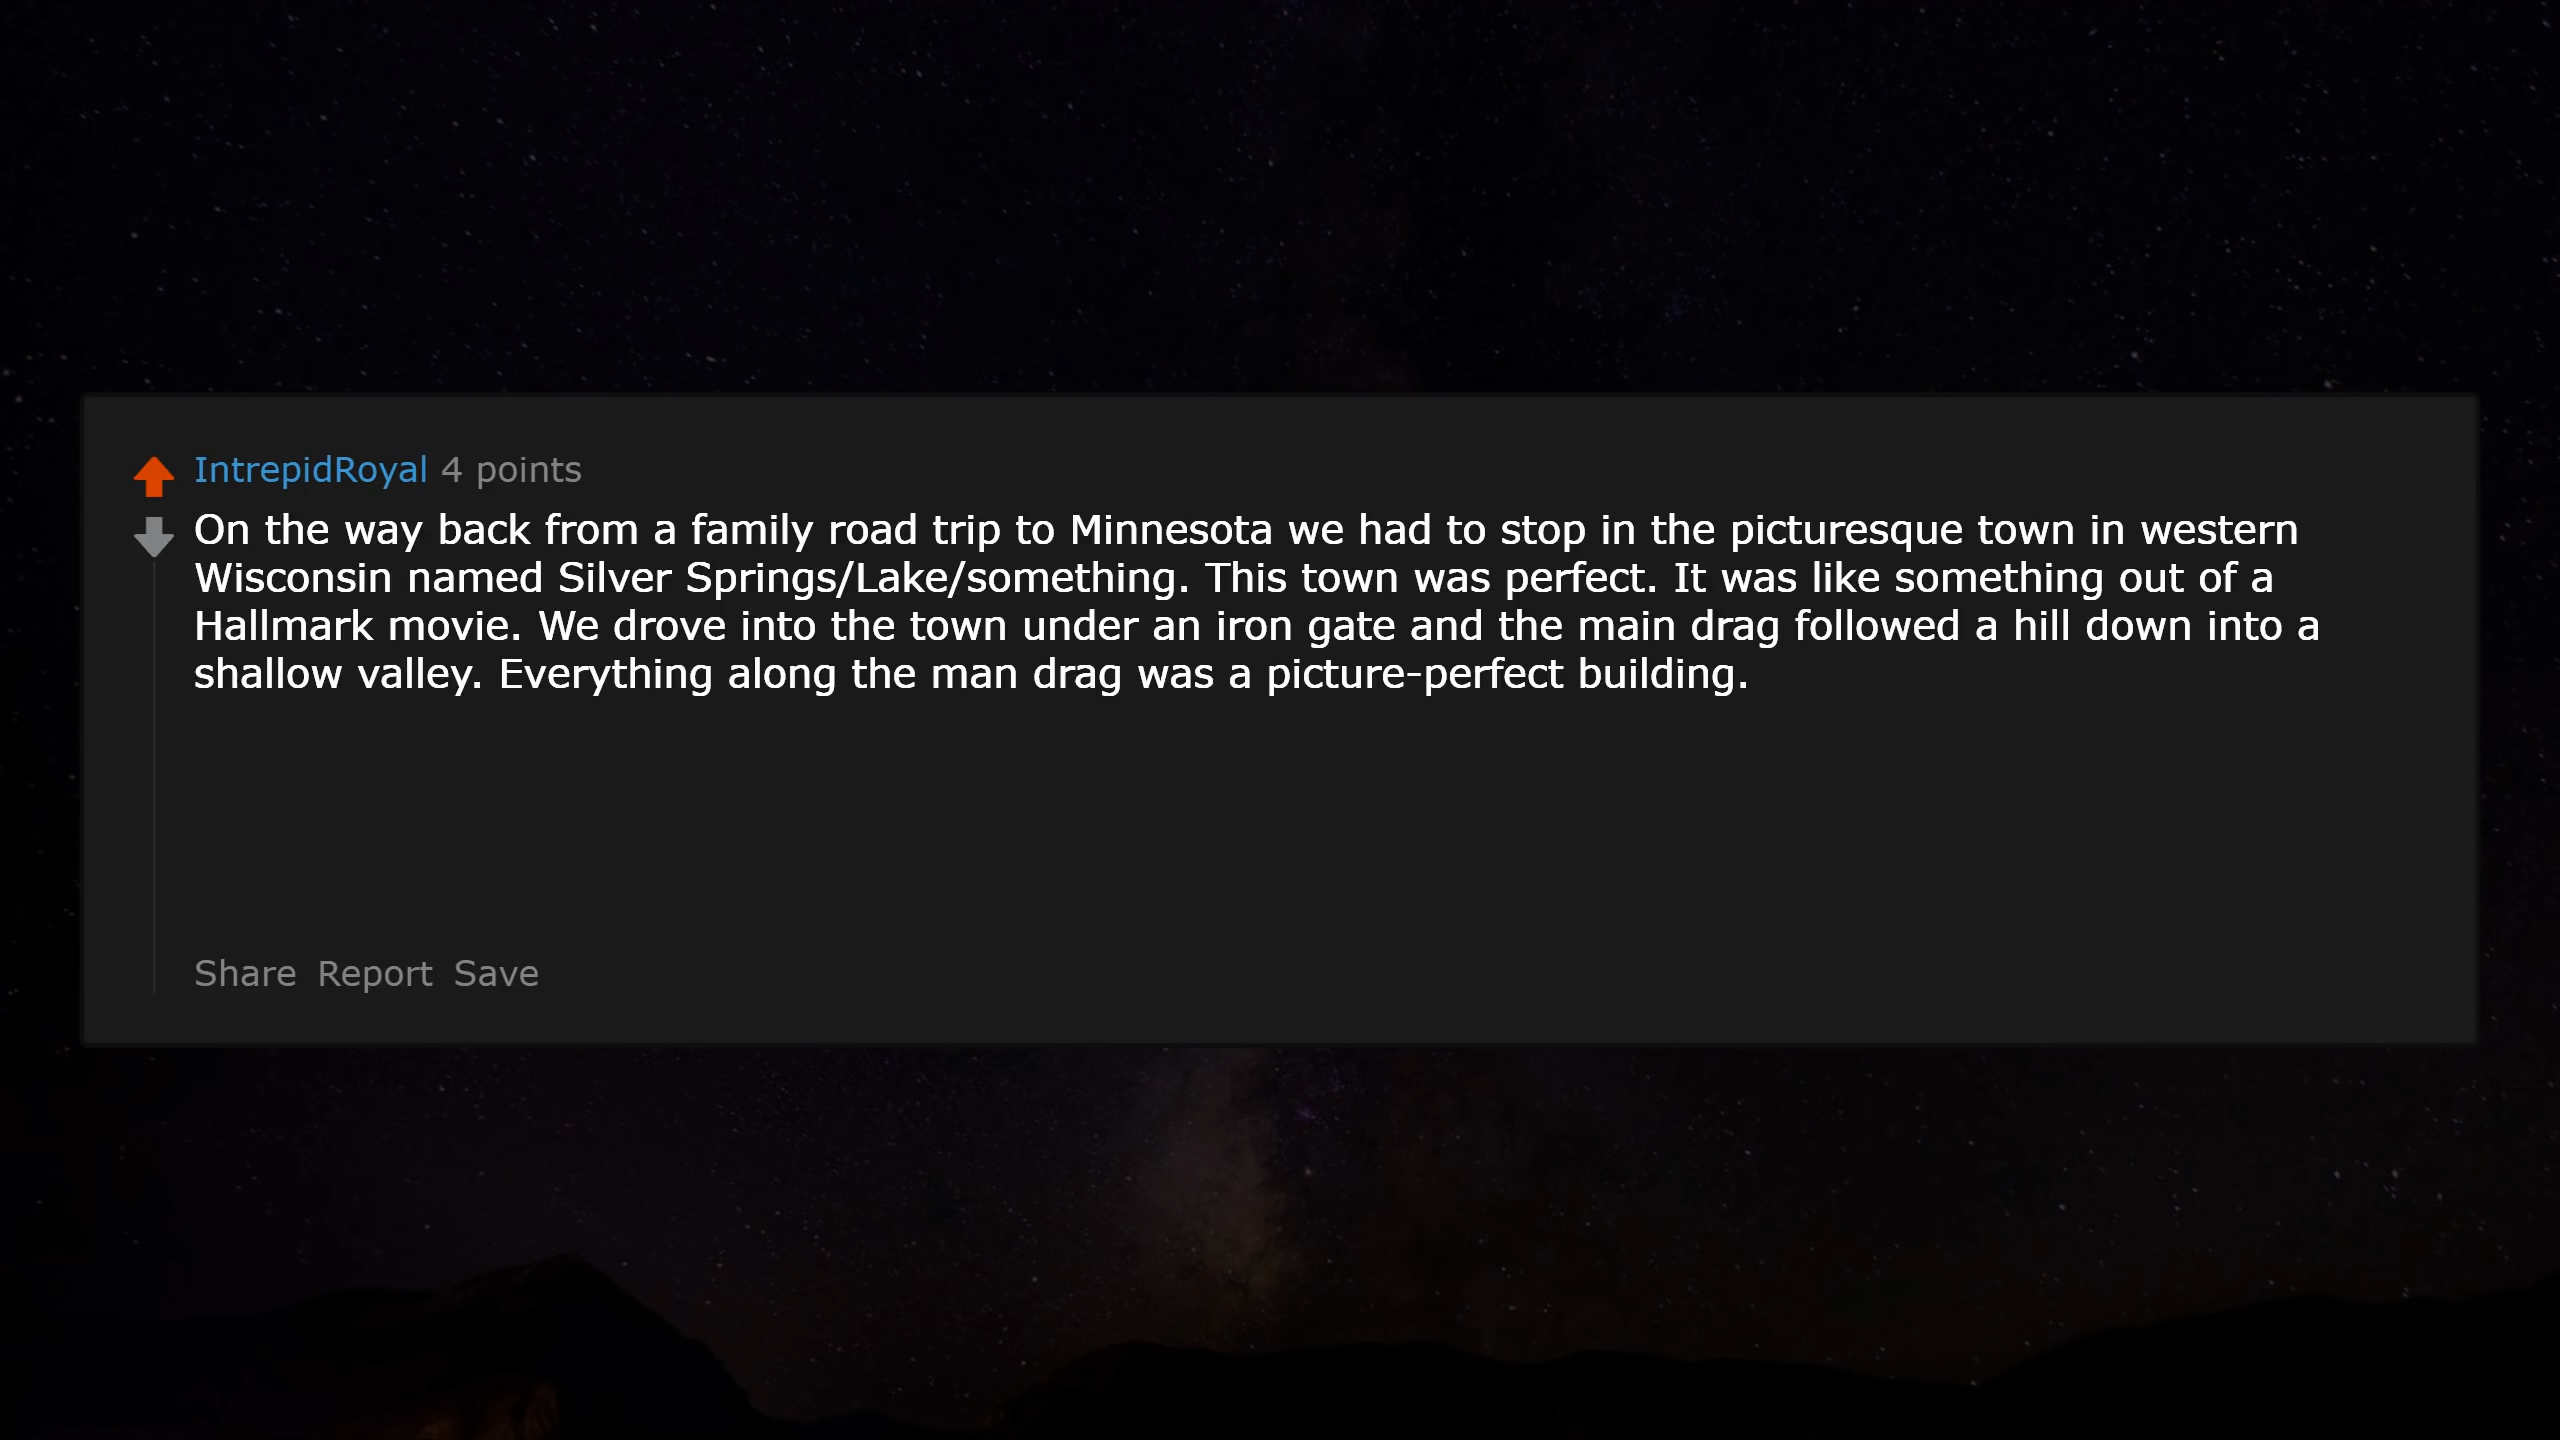 IntrepidRoyal 4 points
On the way back from a family road trip to Minnesota we had to stop in the picturesque town in western
Wisconsin named Silver Springs/Lake/something. This town was perfect. It was like something out of a
Hallmark movie. We drove into the town under an iron gate and the main drag followed a hill down into a
shallow valley. Everything along the man drag was a picture-perfect building.
Share Report Save